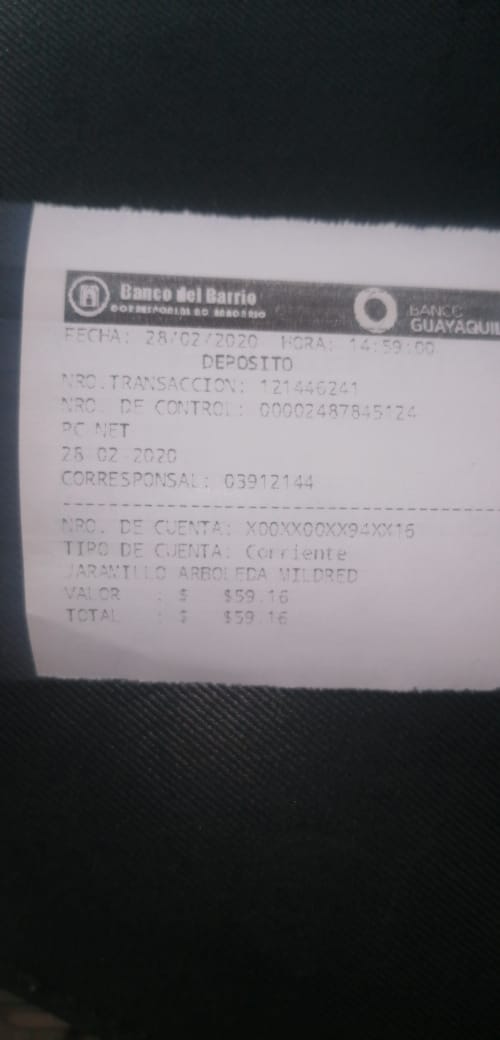 Banco del Barrio
CORRESPONSAL NO BANCARIO
BANCO
GUAYAQUIL
FECHA: 28/02/2020 HORA: 14:59:00
DEPOSITO
NRO.TRANSACCION: 121446241
NRO. DE CONTROL: 00002487845124
PC NET
28 02 2020
CORRESPONSAL: 03912144
NRO. DE CUENTA: X00XX00XX94XX16
TIPO DE CUENTA: Corriente
JARAMILLO ARBOLEDA MILDRED
VALOR : $ $59.16
TOTAL : $ $59.16